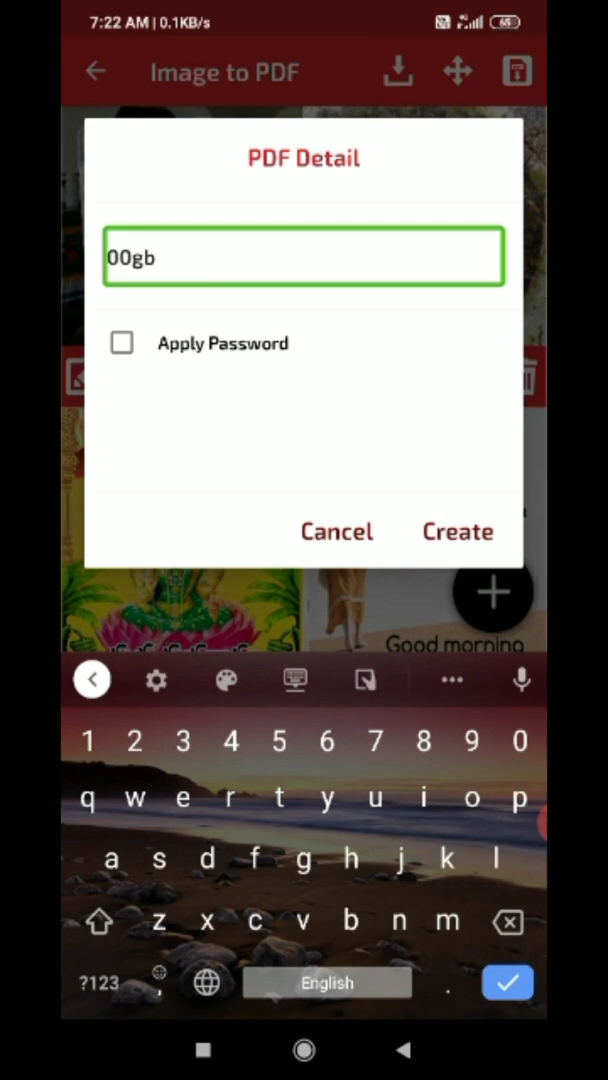 7:22 AM | 0.1KB/s
65
Image to PDF
PDF Detail
00gb
Apply Password
Cancel
Create
Good morning
1 2 3 4 5 6 7 8 9 0
q w e r t y u i o p
a s d f g h j k l
z x c v b n m
?123 , English .